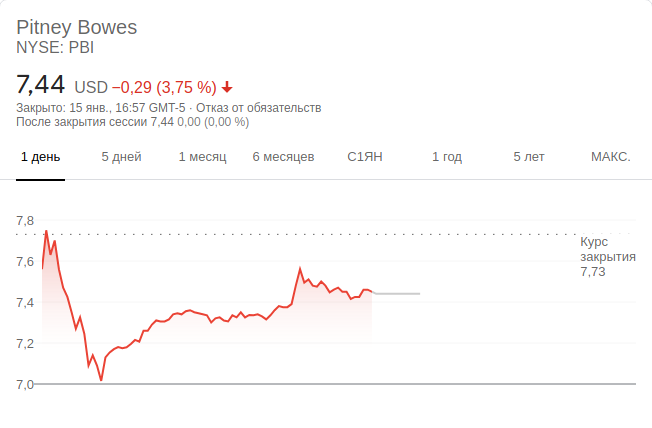 Pitney Bowes
NYSE: PBI
7,44 USD −0,29 (3,75 %)
Закрыто: 15 янв., 16:57 GMT-5 · Отказ от обязательств
После закрытия сессии 7,44 0,00 (0,00 %)
1 день 5 дней 1 месяц 6 месяцев С1ЯН 1 год 5 лет МАКС.
7,8
Курс
закрытия
7,73
7,6
7,4
7,2
7,0